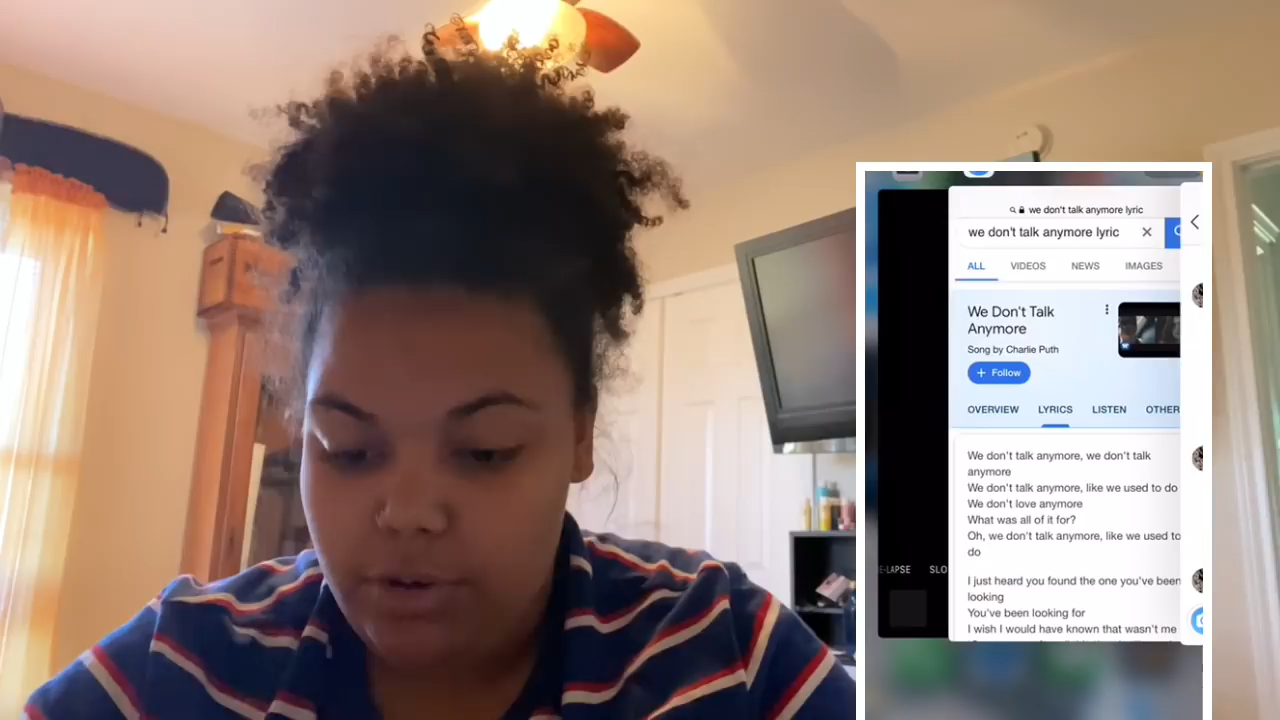 we don't talk anymore lyric
we don't talk anymore lyric
ALL VIDEOS NEWS IMAGES
We Don't Talk
Anymore
Song by Charlie Puth
+ Follow
OVERVIEW LYRICS LISTEN OTHER
We don't talk anymore, we don't talk
anymore
We don't talk anymore, like we used to do
We don't love anymore
What was all of it for?
Oh, we don't talk anymore, like we used to
do
E-LAPSE SLO
I just heard you found the one you've been
looking
You've been looking for
I wish I would have known that wasn't me